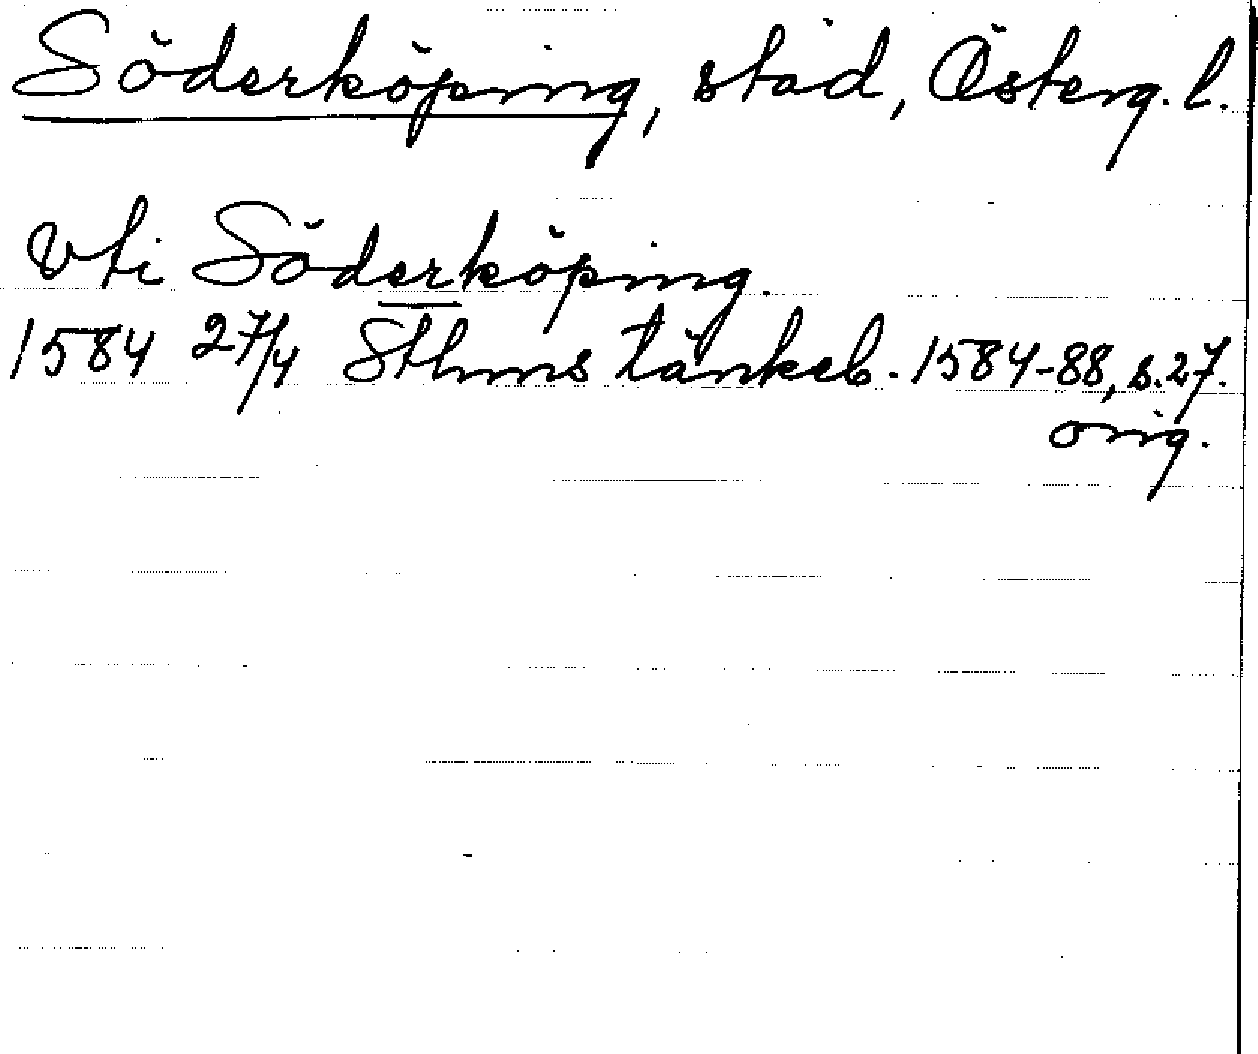 Söderköping, stad, Österg. l.
Vti Söderköping.
1584 27/4 Sthms tänkeb. 1584-88, s. 27.
orig.